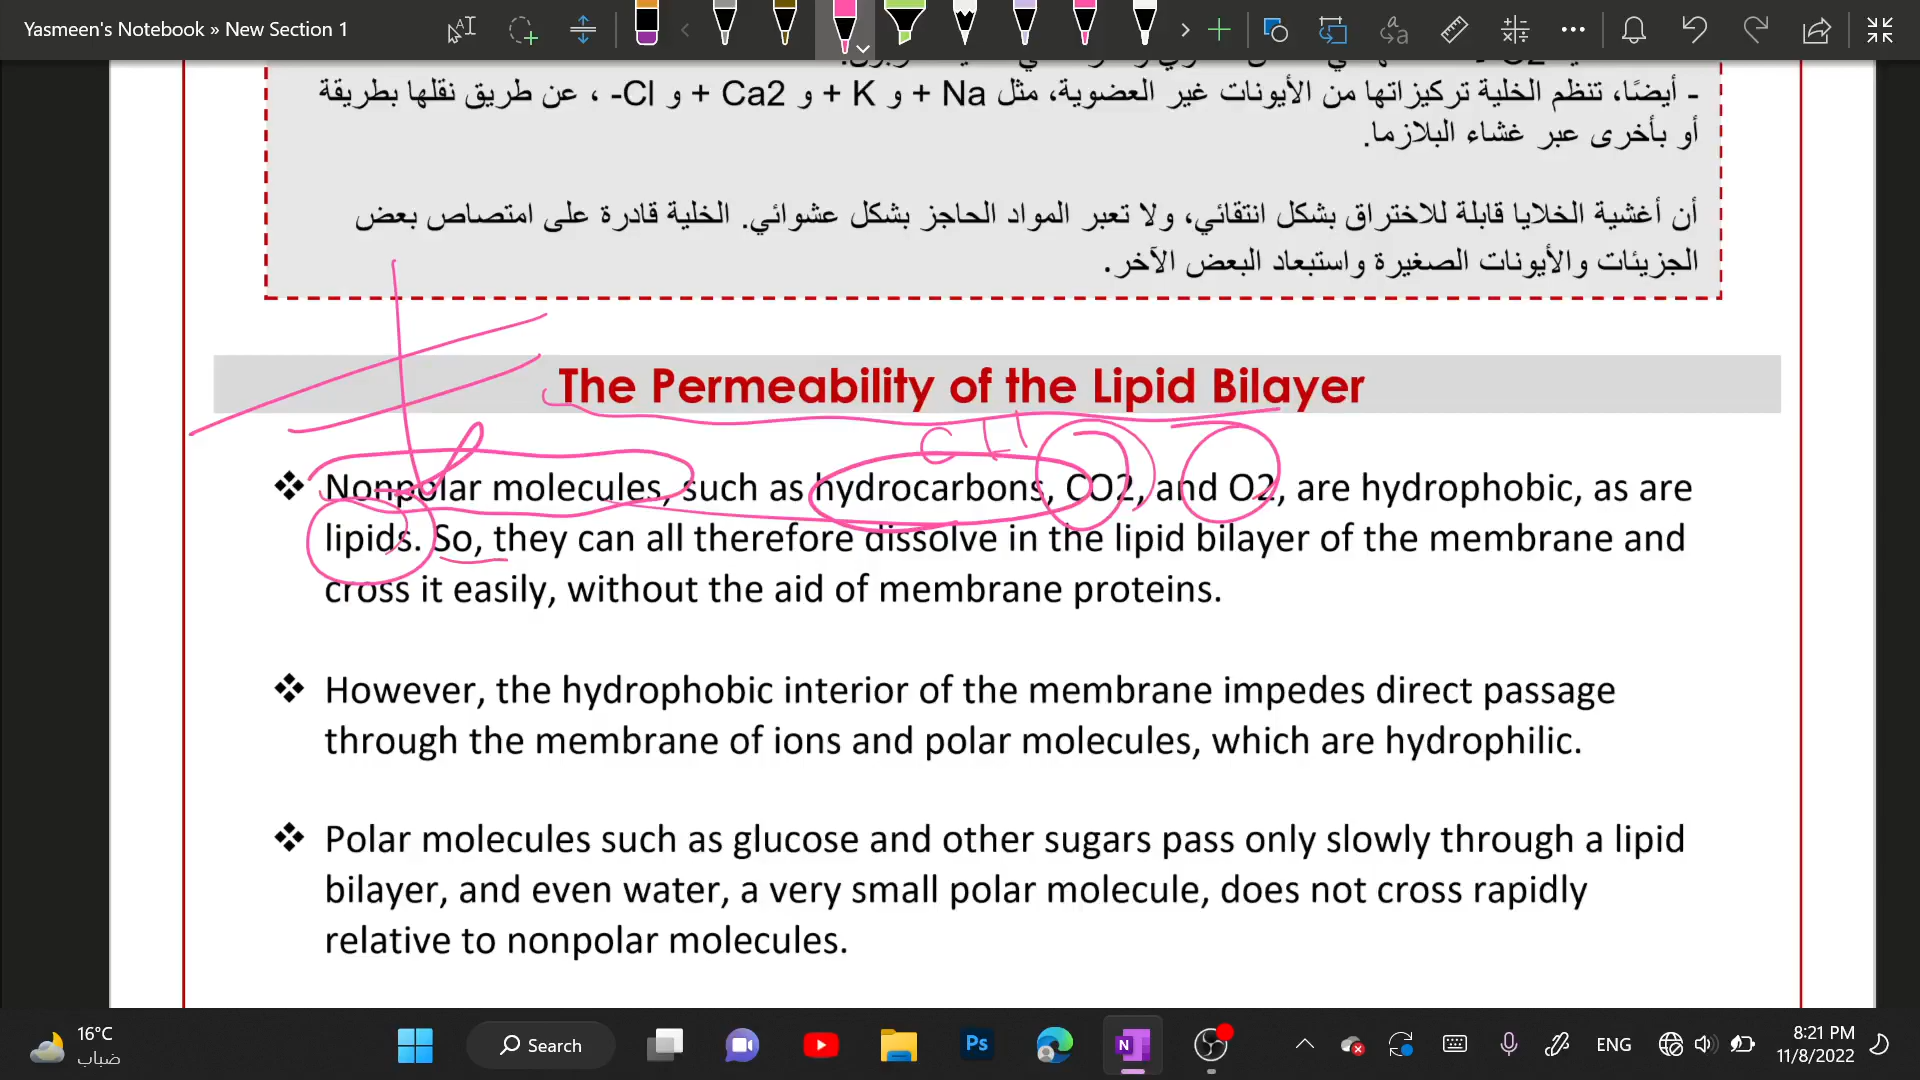 Yasmeen's Notebook » New Section 1
- أيضًا، تنظم الخلية تركيزاتها من الأيونات غير العضوية، مثل Na + و K + و Ca2 + و Cl- ، عن طريق نقلها بطريقة
أو بأخرى عبر غشاء البلازما.
أن أغشية الخلايا قابلة للاختراق بشكل انتقائي، ولا تعبر المواد الحاجز بشكل عشوائي. الخلية قادرة على امتصاص بعض
الجزيئات والأيونات الصغيرة واستبعاد البعض الآخر.
The Permeability of the Lipid Bilayer
CH
❖ Nonpolar molecules, such as hydrocarbons, CO2, and O2, are hydrophobic, as are
lipids. So, they can all therefore dissolve in the lipid bilayer of the membrane and
cross it easily, without the aid of membrane proteins.
❖ However, the hydrophobic interior of the membrane impedes direct passage
through the membrane of ions and polar molecules, which are hydrophilic.
❖ Polar molecules such as glucose and other sugars pass only slowly through a lipid
bilayer, and even water, a very small polar molecule, does not cross rapidly
relative to nonpolar molecules.
16°C
ضباب
Search
Ps
N
ENG
8:21 PM
11/8/2022